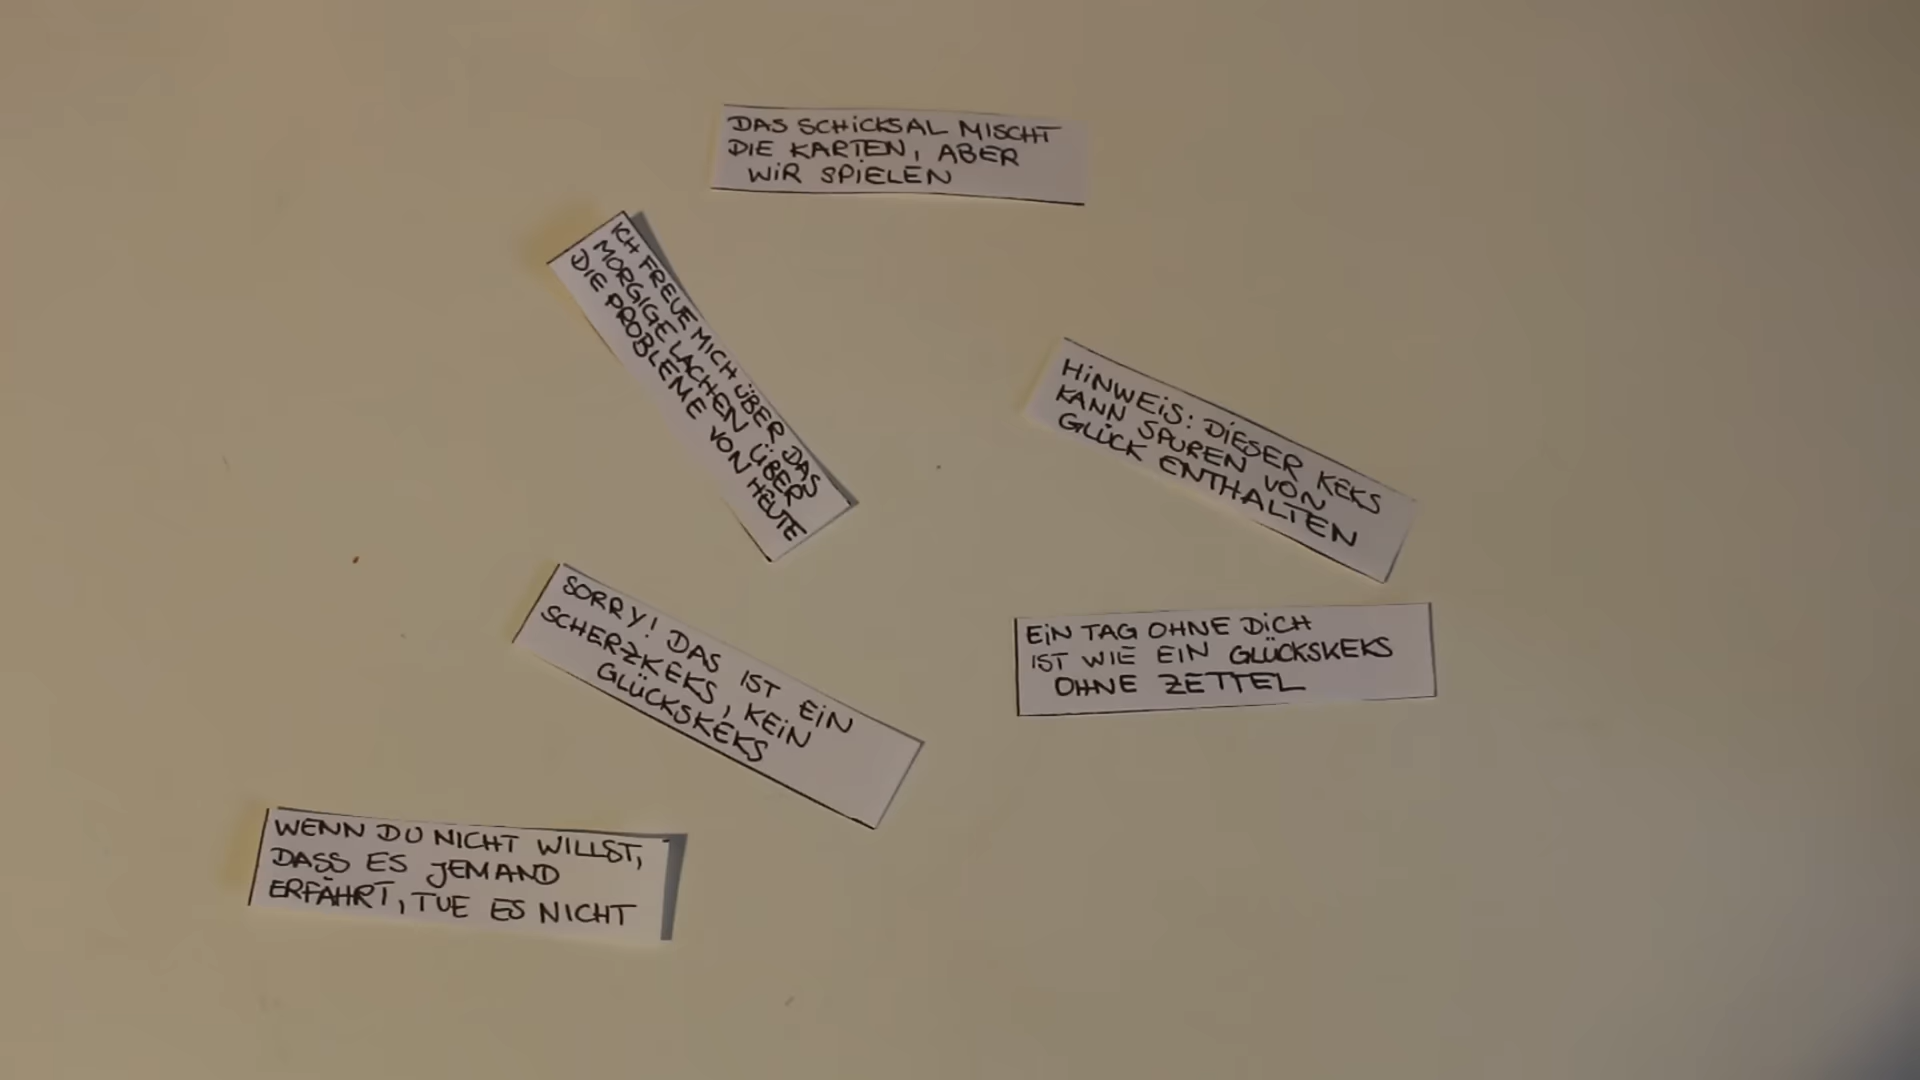 DAS SCHICKSAL MISCHT
DIE KARTEN, ABER
WIR SPIELEN
ICH FREUE MICH ÜBER DAS
MORGIGE LACHEN ÜBER
DIE PROBLEME VON HEUTE
HINWEIS: DIESER KEKS
KANN SPUREN VON
GLÜCK ENTHALTEN
SORRY! DAS IST EIN
SCHERZKEKS, KEIN
GLÜCKSKEKS
EIN TAG OHNE DICH
IST WIE EIN GLÜCKSKEKS
OHNE ZETTEL
WENN DU NICHT WILLST,
DASS ES JEMAND
ERFÄHRT, TUE ES NICHT